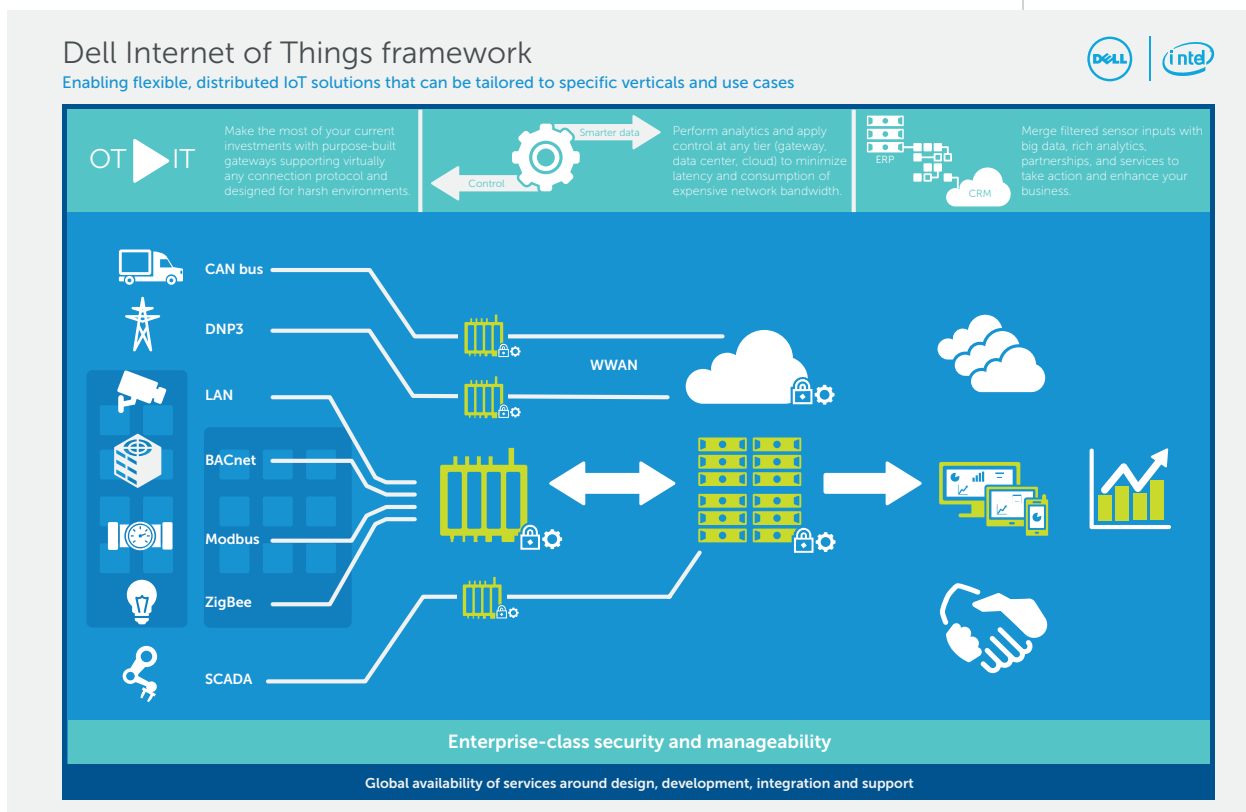 Dell Internet of Things framework
Enabling flexible, distributed IoT solutions that can be tailored to specific verticals and use cases
DELL
intel
OT IT
Make the most of your current
investments with purpose-built
gateways supporting virtually
any connection protocol and
designed for harsh environments.
Smarter data
Control
Perform analytics and apply
control at any tier (gateway,
data center, cloud) to minimize
latency and consumption of
expensive network bandwidth.
ERP
CRM
Merge filtered sensor inputs with
big data, rich analytics,
partnerships, and services to
take action and enhance your
business.
CAN bus
DNP3
WWAN
LAN
BACnet
Modbus
ZigBee
SCADA
Enterprise-class security and manageability
Global availability of services around design, development, integration and support